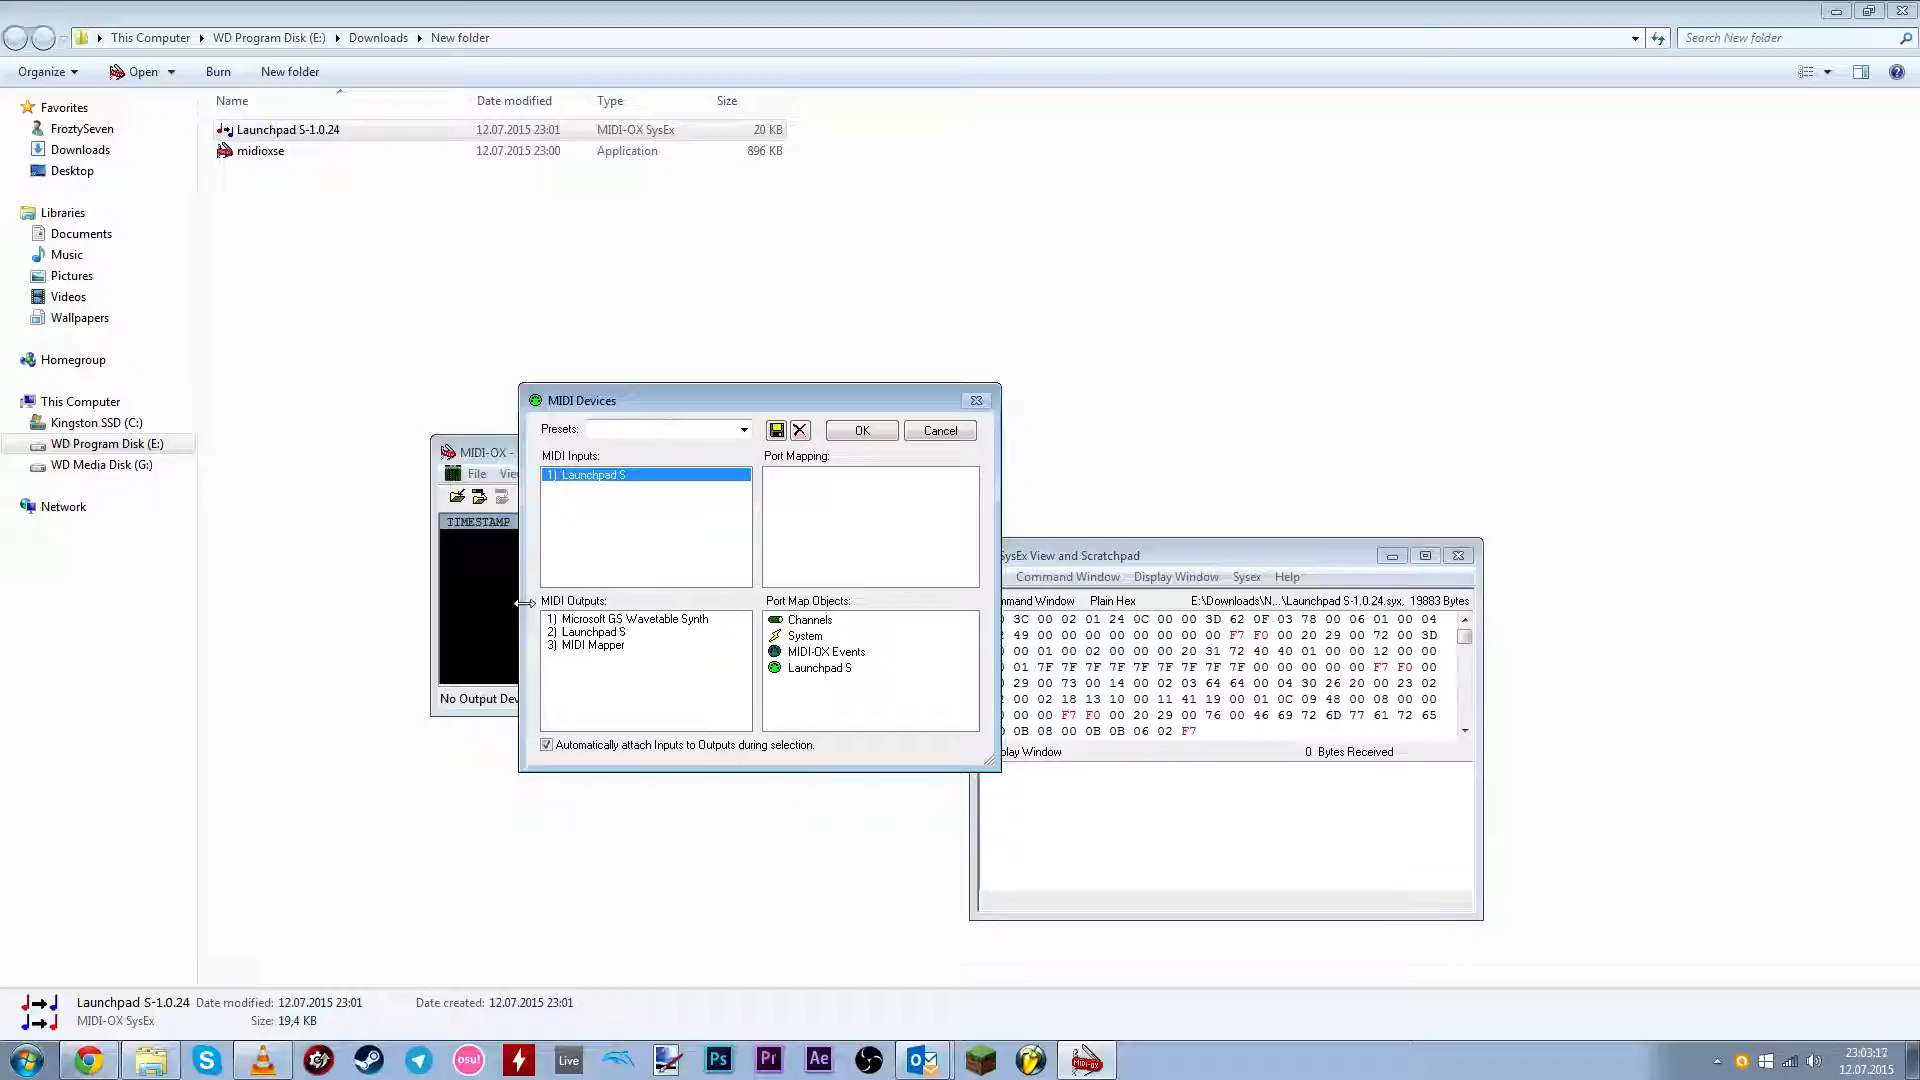 This Computer WD Program Disk (E:) Downloads New folder
Search New folder
Organize Open Burn New folder
Name Date modified Type Size
Launchpad S-1.0.24 12.07.2015 23:01 MIDI-OX SysEx 20 KB
midioxse 12.07.2015 23:00 Application 896 KB
Favorites
FroztySeven
Downloads
Desktop
Libraries
Documents
Music
Pictures
Videos
Wallpapers
Homegroup
This Computer
Kingston SSD (C:)
WD Program Disk (E:)
WD Media Disk (G:)
Network
MIDI-OX -
File
TIMESTAMP
MIDI Devices
Presets:
OK Cancel
MIDI Inputs: Port Mapping:
1) Launchpad S
MIDI Outputs: Port Map Objects:
1) Microsoft GS Wavetable Synth
2) Launchpad S
3) MIDI Mapper
Channels
System
MIDI-OX Events
Launchpad S
Automatically attach Inputs to Outputs during selection.
SysEx View and Scratchpad
Command Window Display Window Sysex Help
Plain Hex E:\Downloads\N...\Launchpad S-1.0.24.syx, 19883 Bytes
3C 00 02 01 24 0C 00 00 3D 62 0F 03 78 00 06 01 00 04
49 00 00 00 00 00 00 00 F7 F0 00 20 29 00 72 00 3D
00 01 00 02 00 00 00 20 31 72 40 40 01 00 00 12 00 00
01 7F 7F 7F 7F 7F 7F 7F 7F 00 00 00 00 00 F7 F0 00
29 00 73 00 14 00 02 03 64 64 00 04 30 26 20 00 23 02
00 02 18 13 10 00 11 41 19 00 01 0C 09 48 00 08 00 00
00 00 F7 F0 00 20 29 00 76 00 46 69 72 6D 77 61 72 65
0B 08 00 0B 0B 06 02 F7
0 Bytes Received
Launchpad S-1.0.24 Date modified: 12.07.2015 23:01 Date created: 12.07.2015 23:01
MIDI-OX SysEx Size: 19,4 KB
osu!
Live
Ps
Pr
Ae
MIDI-OX
23:03:17
12.07.2015